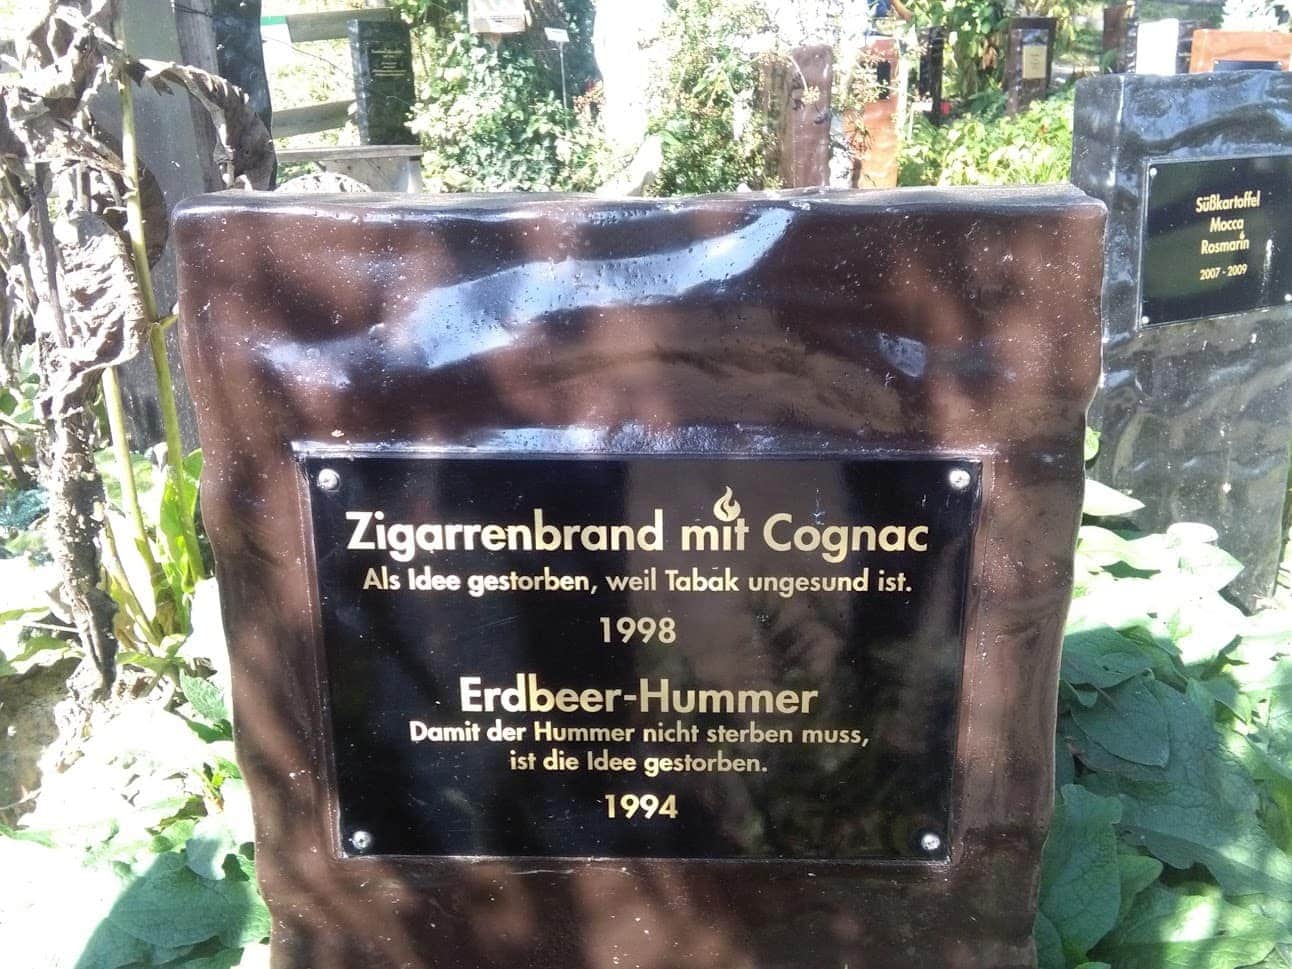 Zigarrenbrand mit Cognac
Als Idee gestorben, weil Tabak ungesund ist.
1998
Erdbeer-Hummer
Damit der Hummer nicht sterben muss,
ist die Idee gestorben.
1994
Süßkartoffel
Mocca
Rosmarin
2007 - 2009